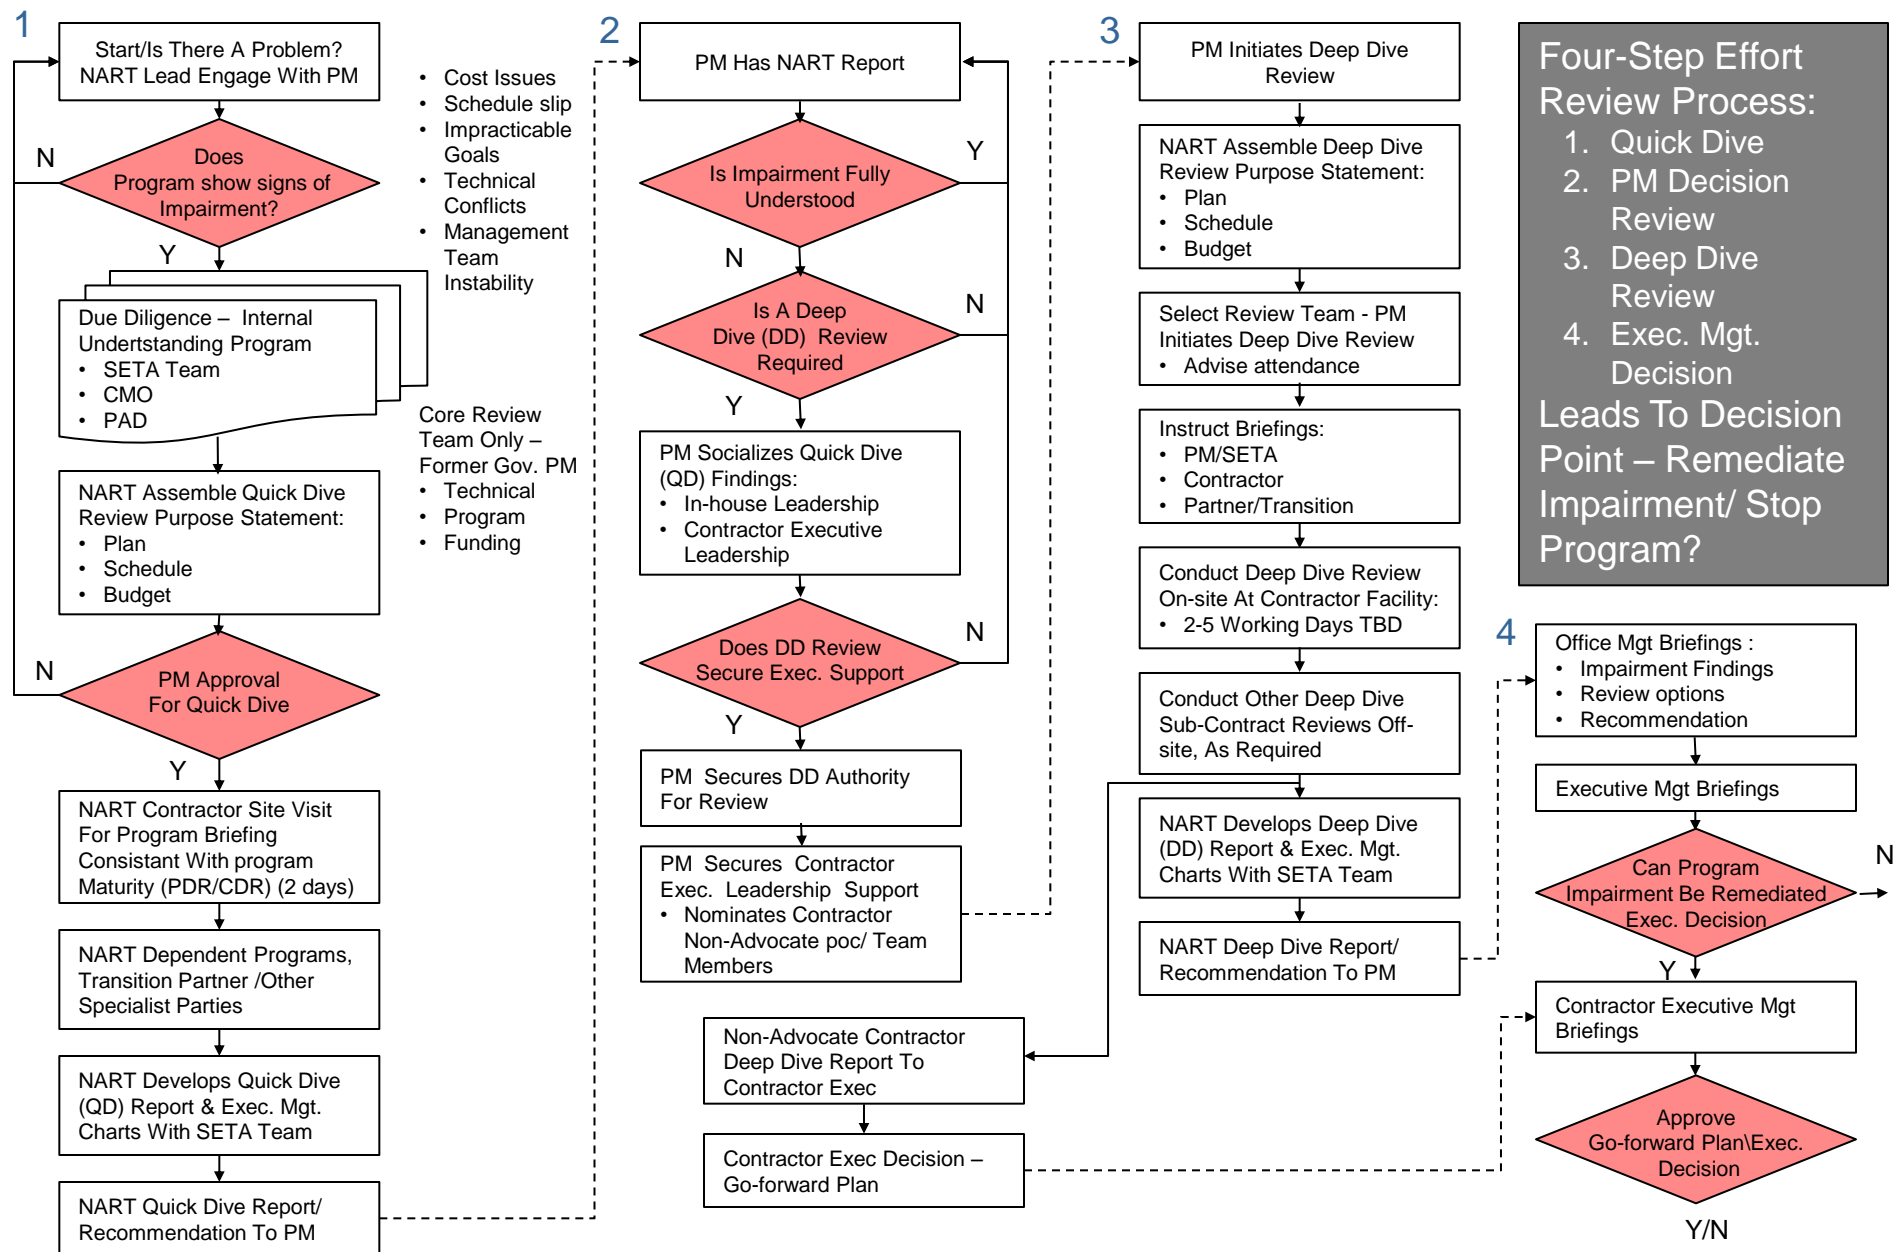 1
Start/Is There A Problem?
NART Lead Engage With PM
• Cost Issues
• Schedule slip
• Impracticable
Goals
• Technical
Conflicts
• Management
Team
Instability
Does
Program show signs of
Impairment?
N
Y
Due Diligence – Internal
Undertstanding Program
• SETA Team
• CMO
• PAD
Core Review
Team Only –
Former Gov. PM
• Technical
• Program
• Funding
NART Assemble Quick Dive
Review Purpose Statement:
• Plan
• Schedule
• Budget
N
PM Approval
For Quick Dive
Y
NART Contractor Site Visit
For Program Briefing
Consistant With program
Maturity (PDR/CDR) (2 days)
NART Dependent Programs,
Transition Partner /Other
Specialist Parties
NART Develops Quick Dive
(QD) Report & Exec. Mgt.
Charts With SETA Team
NART Quick Dive Report/
Recommendation To PM
2
PM Has NART Report
Is Impairment Fully
Understood
Y
N
Is A Deep
Dive (DD) Review
Required
N
Y
PM Socializes Quick Dive
(QD) Findings:
• In-house Leadership
• Contractor Executive
Leadership
Does DD Review
Secure Exec. Support
N
Y
PM Secures DD Authority
For Review
PM Secures Contractor
Exec. Leadership Support
• Nominates Contractor
Non-Advocate poc/ Team
Members
Non-Advocate Contractor
Deep Dive Report To
Contractor Exec
Contractor Exec Decision –
Go-forward Plan
3
PM Initiates Deep Dive
Review
NART Assemble Deep Dive
Review Purpose Statement:
• Plan
• Schedule
• Budget
Select Review Team - PM
Initiates Deep Dive Review
• Advise attendance
Instruct Briefings:
• PM/SETA
• Contractor
• Partner/Transition
Conduct Deep Dive Review
On-site At Contractor Facility:
• 2-5 Working Days TBD
Conduct Other Deep Dive
Sub-Contract Reviews Off-
site, As Required
NART Develops Deep Dive
(DD) Report & Exec. Mgt.
Charts With SETA Team
NART Deep Dive Report/
Recommendation To PM
Four-Step Effort
Review Process:
1. Quick Dive
2. PM Decision
Review
3. Deep Dive
Review
4. Exec. Mgt.
Decision
Leads To Decision
Point – Remediate
Impairment/ Stop
Program?
4
Office Mgt Briefings :
• Impairment Findings
• Review options
• Recommendation
Executive Mgt Briefings
Can Program
Impairment Be Remediated
Exec. Decision
N
Y
Contractor Executive Mgt
Briefings
Approve
Go-forward Plan\Exec.
Decision
Y/N